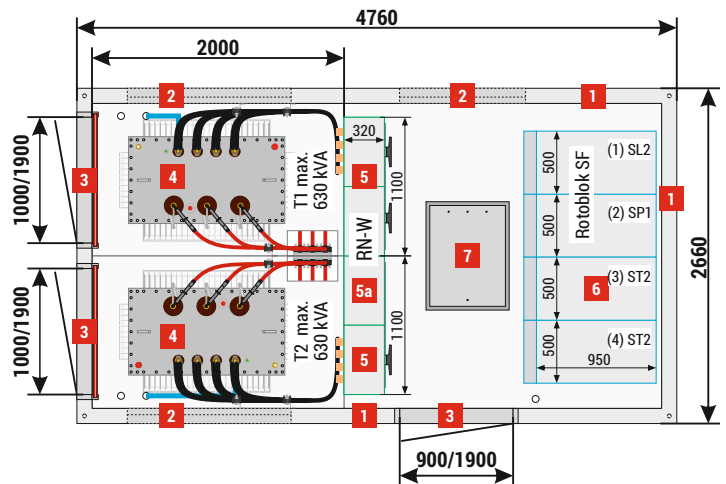 4760
2000
2
2
1
320
5
1100
500
(1) SL2
Rotoblok SF
1000/1900
3
4
T1 max.
630 kVA
1
500
(2) SP1
RN-W
7
2660
5a
500
6
(3) ST2
1000/1900
3
4
T2 max.
630 kVA
5
1100
500
950
(4) ST2
2
1
3
900/1900